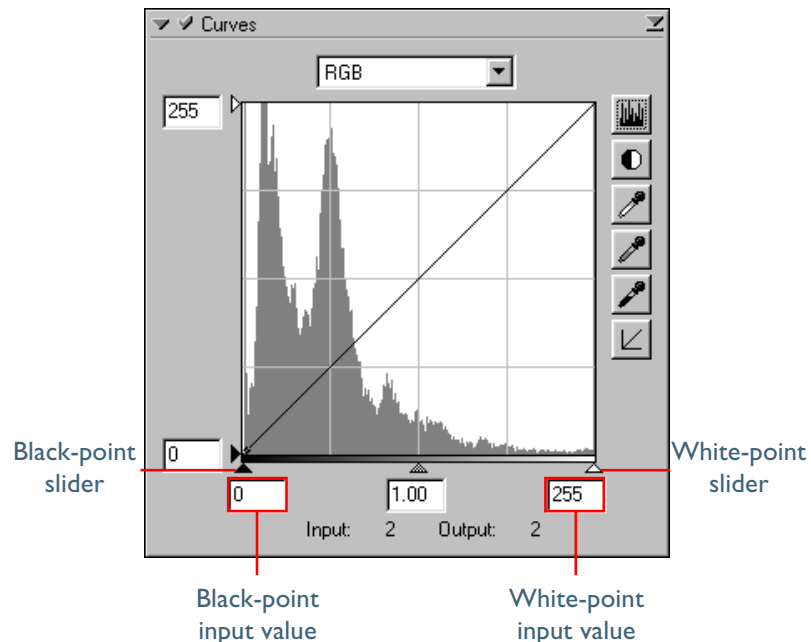 Curves
RGB
255
0
Black-point
slider
White-point
slider
0
1.00
255
Input: 2 Output: 2
Black-point
input value
White-point
input value